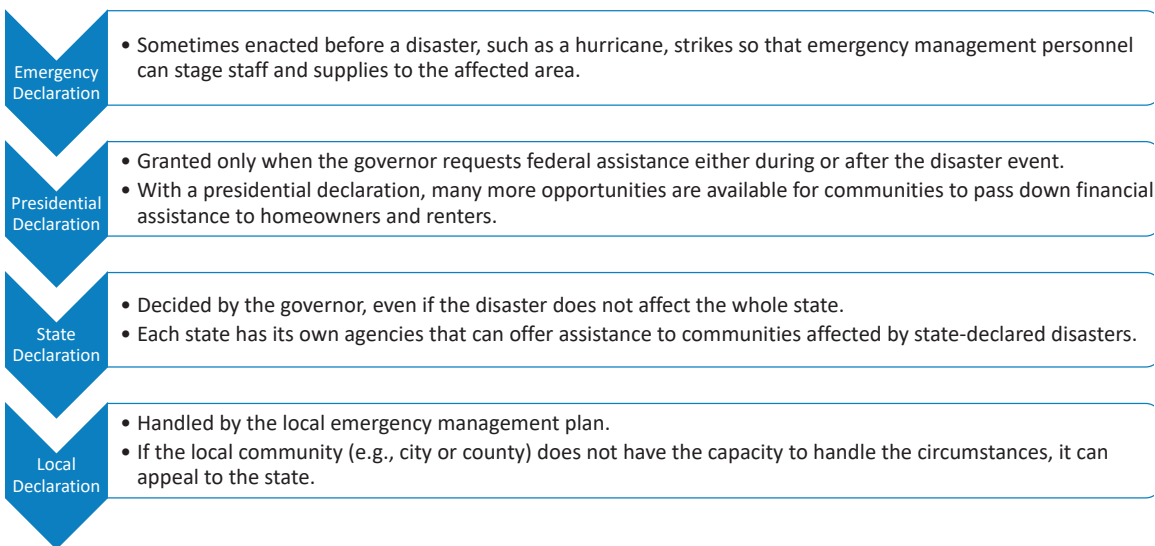 Emergency
Declaration
• Sometimes enacted before a disaster, such as a hurricane, strikes so that emergency management personnel
can stage staff and supplies to the affected area.
Presidential
Declaration
• Granted only when the governor requests federal assistance either during or after the disaster event.
• With a presidential declaration, many more opportunities are available for communities to pass down financial
assistance to homeowners and renters.
State
Declaration
• Decided by the governor, even if the disaster does not affect the whole state.
• Each state has its own agencies that can offer assistance to communities affected by state-declared disasters.
Local
Declaration
• Handled by the local emergency management plan.
• If the local community (e.g., city or county) does not have the capacity to handle the circumstances, it can
appeal to the state.